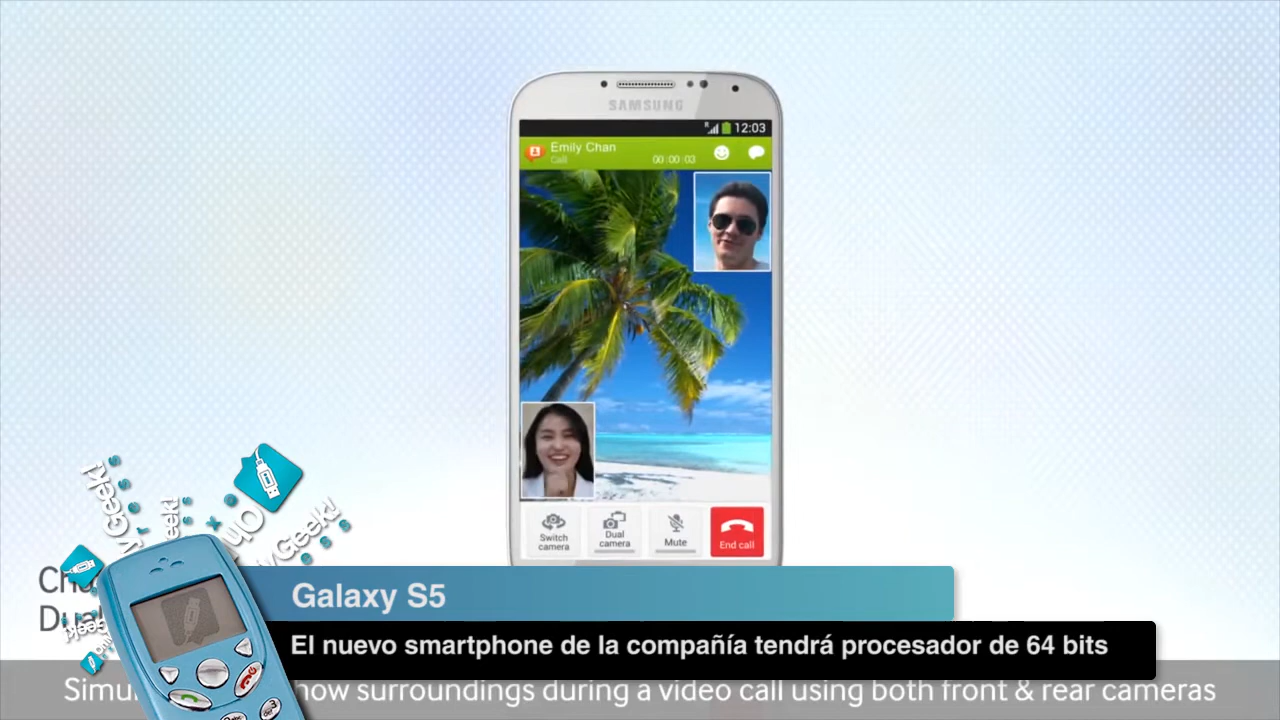 SAMSUNG
R
12:03
Emily Chan
Call
00:00:03
Switch
camera
Dual
camera
Mute
End call
Oh
myGeek!
Galaxy S5
El nuevo smartphone de la compañía tendrá procesador de 64 bits
surroundings during a video call using both front & rear cameras